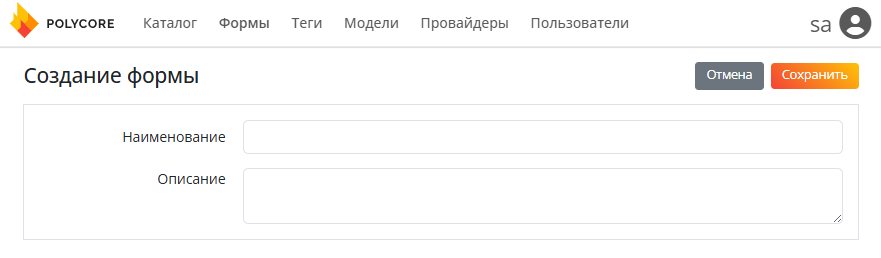 POLYCORE Каталог Формы Теги Модели Провайдеры Пользователи sa
Создание формы Отмена Сохранить
Наименование
Описание